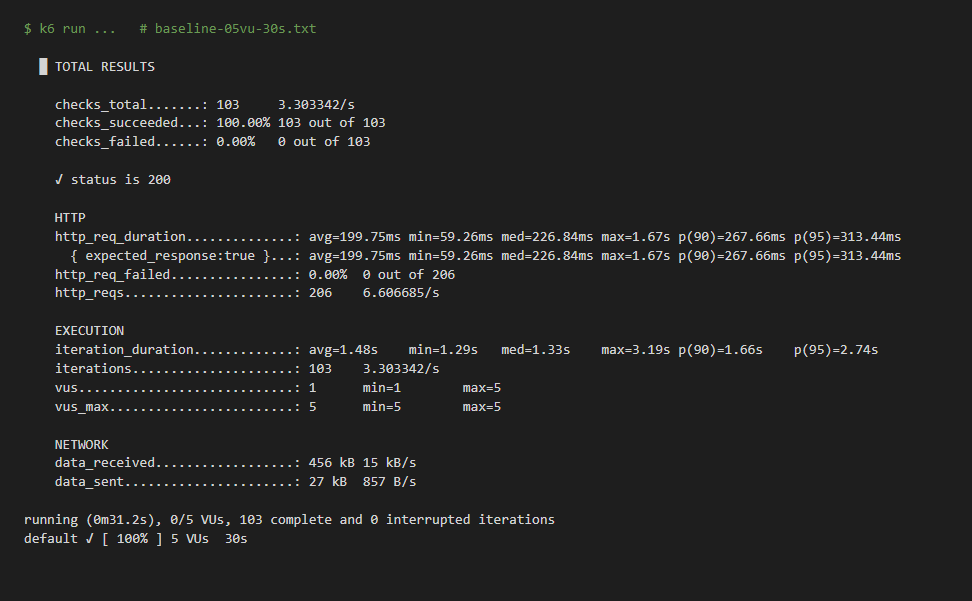 $ k6 run ...   # baseline-05vu-30s.txt
█ TOTAL RESULTS
checks_total.......: 103     3.303342/s
checks_succeeded...: 100.00% 103 out of 103
checks_failed......: 0.00%   0 out of 103
✓ status is 200
HTTP
http_req_duration..............: avg=199.75ms min=59.26ms med=226.84ms max=1.67s p(90)=267.66ms p(95)=313.44ms
{ expected_response:true }...: avg=199.75ms min=59.26ms med=226.84ms max=1.67s p(90)=267.66ms p(95)=313.44ms
http_req_failed................: 0.00%  0 out of 206
http_reqs......................: 206    6.606685/s
EXECUTION
iteration_duration.............: avg=1.48s    min=1.29s   med=1.33s    max=3.19s p(90)=1.66s    p(95)=2.74s
iterations.....................: 103    3.303342/s
vus............................: 1      min=1        max=5
vus_max........................: 5      min=5        max=5
NETWORK
data_received..................: 456 kB 15 kB/s
data_sent......................: 27 kB  857 B/s
running (0m31.2s), 0/5 VUs, 103 complete and 0 interrupted iterations
default ✓ [ 100% ] 5 VUs  30s